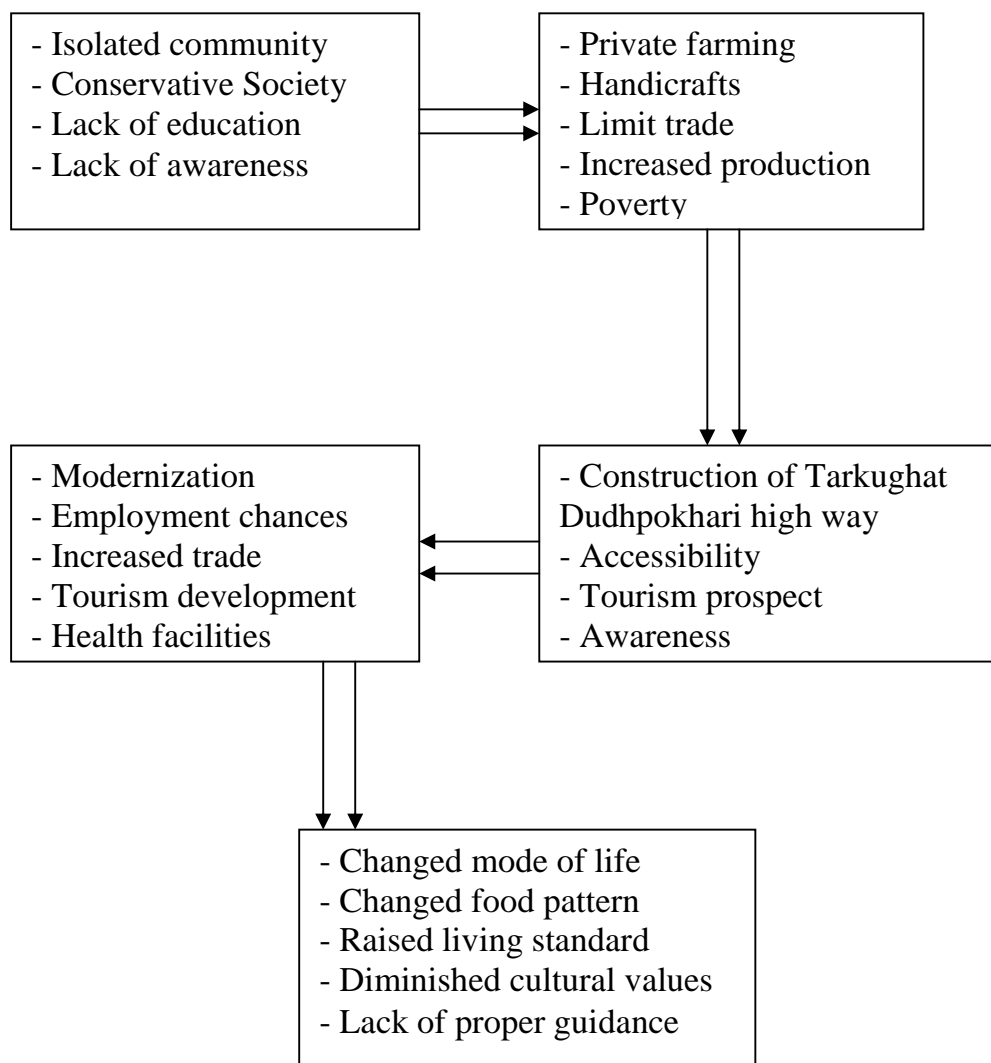 - Isolated community
- Conservative Society
- Lack of education
- Lack of awareness
- Private farming
- Handicrafts
- Limit trade
- Increased production
- Poverty
- Construction of Tarkughat
Dudhpokhari high way
- Accessibility
- Tourism prospect
- Awareness
- Modernization
- Employment chances
- Increased trade
- Tourism development
- Health facilities
- Changed mode of life
- Changed food pattern
- Raised living standard
- Diminished cultural values
- Lack of proper guidance